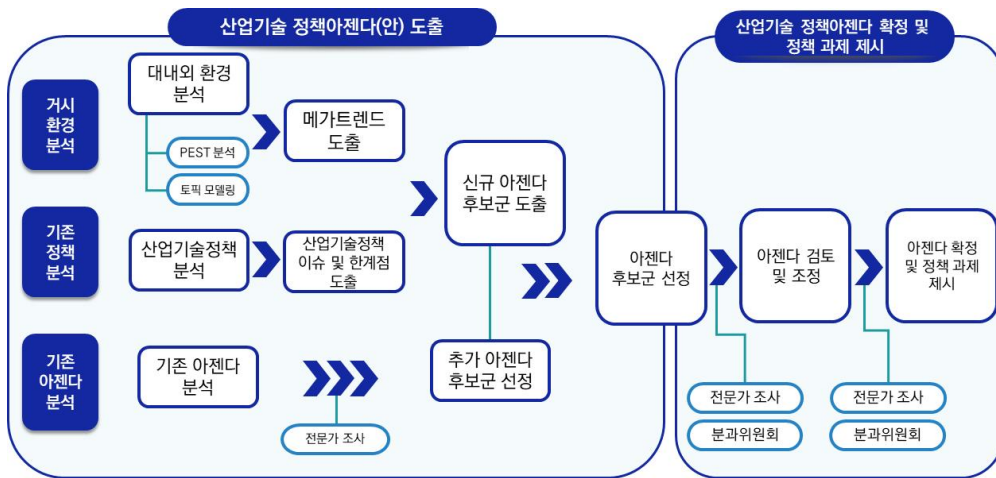 산업기술 정책아젠다(안) 도출
산업기술 정책아젠다 확정 및
정책 과제 제시
거시
환경
분석
대내외 환경
분석
PEST 분석
토픽 모델링
메가트렌드
도출
기존
정책
분석
산업기술정책
분석
산업기술정책
이슈 및 한계점
도출
신규 아젠다
후보군 도출
기존
아젠다
분석
기존 아젠다
분석
전문가 조사
추가 아젠다
후보군 선정
아젠다
후보군 선정
아젠다 검토
및 조정
아젠다 확정
및 정책 과제
제시
전문가 조사
분과위원회
전문가 조사
분과위원회